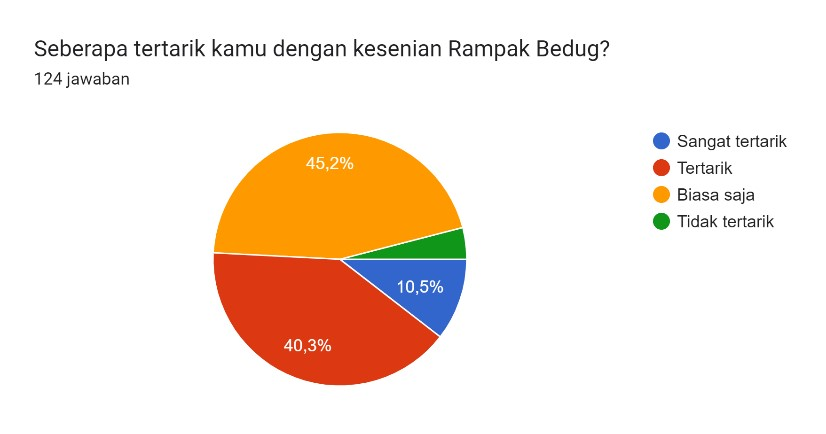 Seberapa tertarik kamu dengan kesenian Rampak Bedug?
124 jawaban
45,2%
10,5%
40,3%
Sangat tertarik
Tertarik
Biasa saja
Tidak tertarik